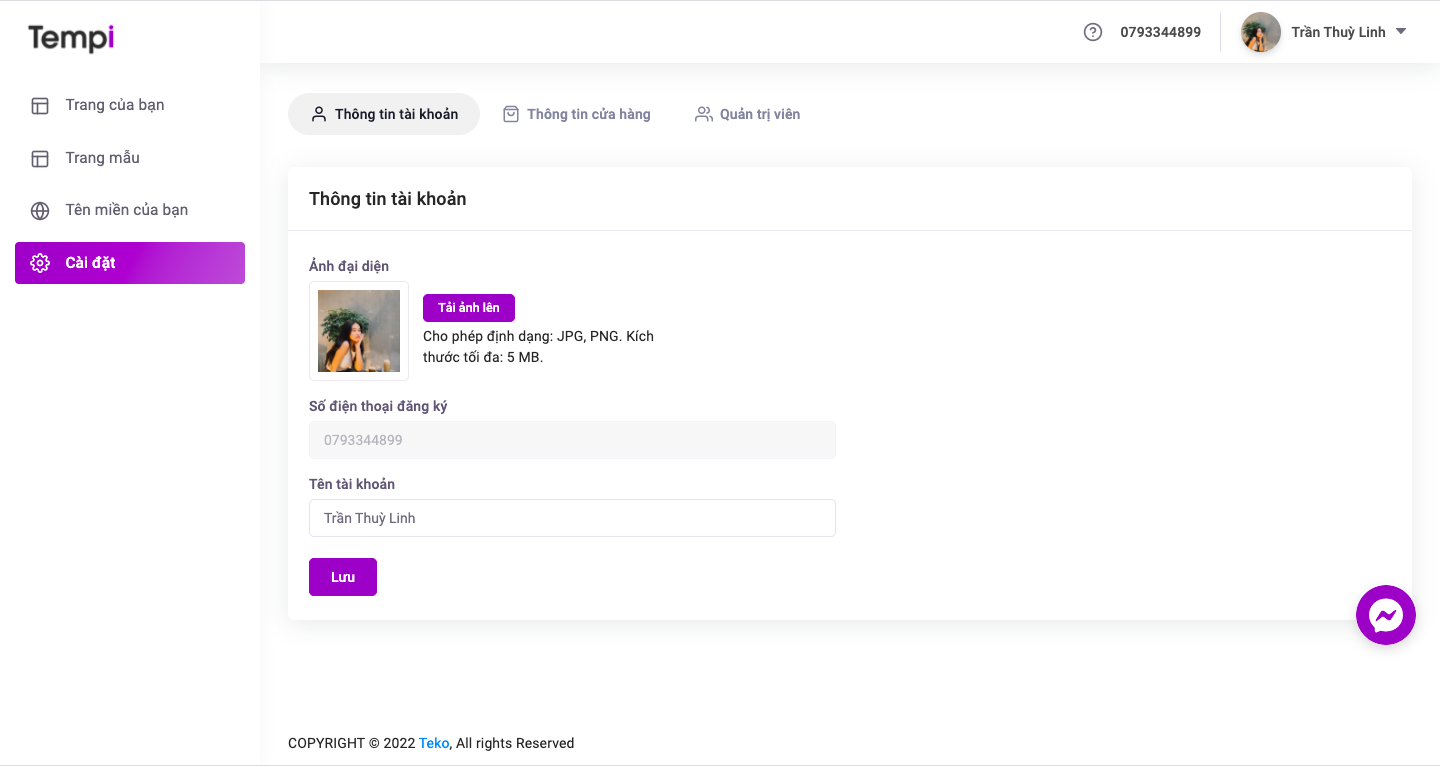 Tempi
0793344899
Trần Thuỳ Linh
Trang của bạn
Trang mẫu
Tên miền của bạn
Cài đặt
Thông tin tài khoản
Thông tin cửa hàng
Quản trị viên
Thông tin tài khoản
Ảnh đại diện
Tải ảnh lên
Cho phép định dạng: JPG, PNG. Kích
thước tối đa: 5 MB.
Số điện thoại đăng ký
0793344899
Tên tài khoản
Trần Thuỳ Linh
Lưu
COPYRIGHT © 2022 Teko, All rights Reserved